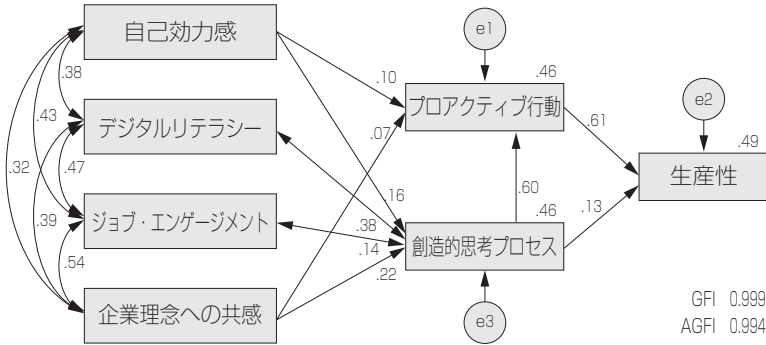 自己効力感
デジタルリテラシー
ジョブ・エンゲージメント
企業理念への共感
.38
.43
.47
.32
.39
.54
e1
.46
プロアクティブ行動
.10
.07
.16
.38
.14
.22
.60
.46
創造的思考プロセス
e3
.61
.13
e2
.49
生産性
GFI 0.999
AGFI 0.994